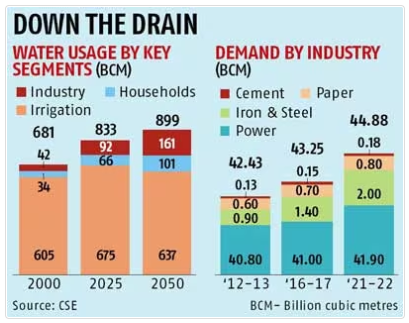 DOWN THE DRAIN
WATER USAGE BY KEY
SEGMENTS (BCM)
Industry Households
Irrigation
681 833 899
42 92 161
34 66 101
605 675 637
2000 2025 2050
Source: CSE
DEMAND BY INDUSTRY
(BCM)
Cement Paper
Iron & Steel
Power
42.43 43.25 44.88
0.13 0.15 0.18
0.60 0.70 0.80
0.90 1.40 2.00
40.80 41.00 41.90
'12-13 '16-17 '21-22
BCM- Billion cubic metres